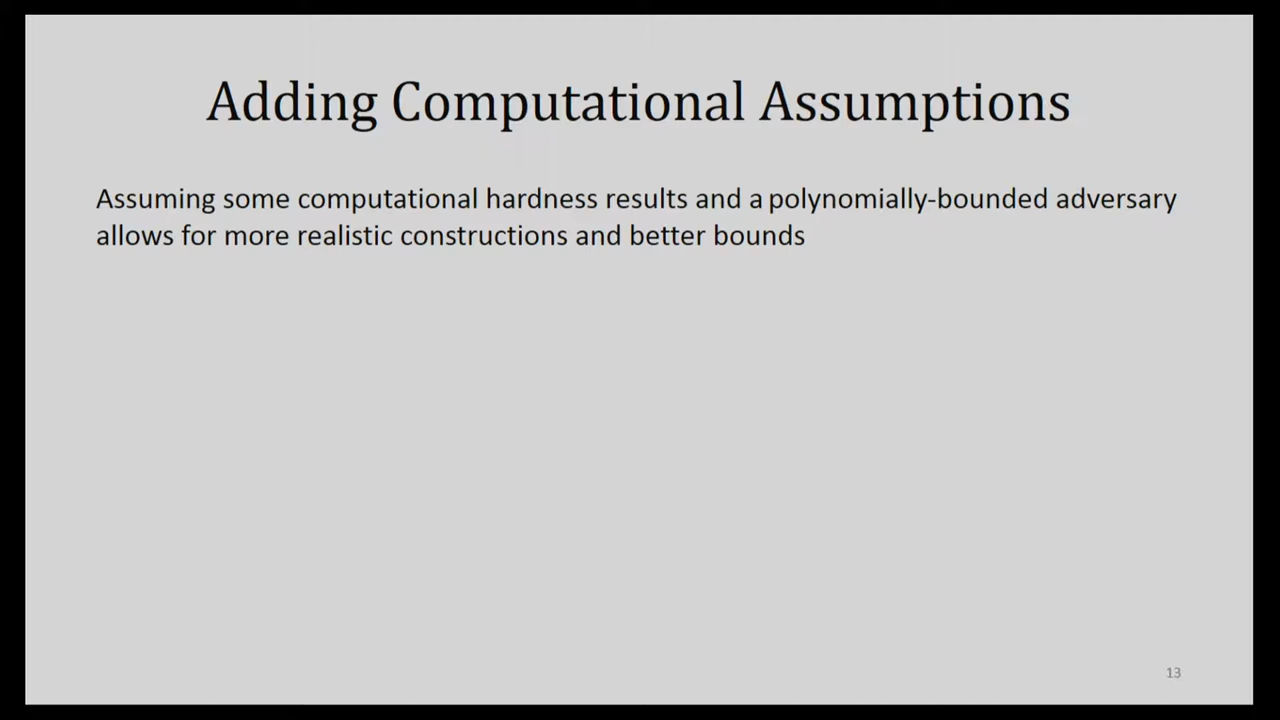 Adding Computational Assumptions
Assuming some computational hardness results and a polynomially-bounded adversary
allows for more realistic constructions and better bounds
13